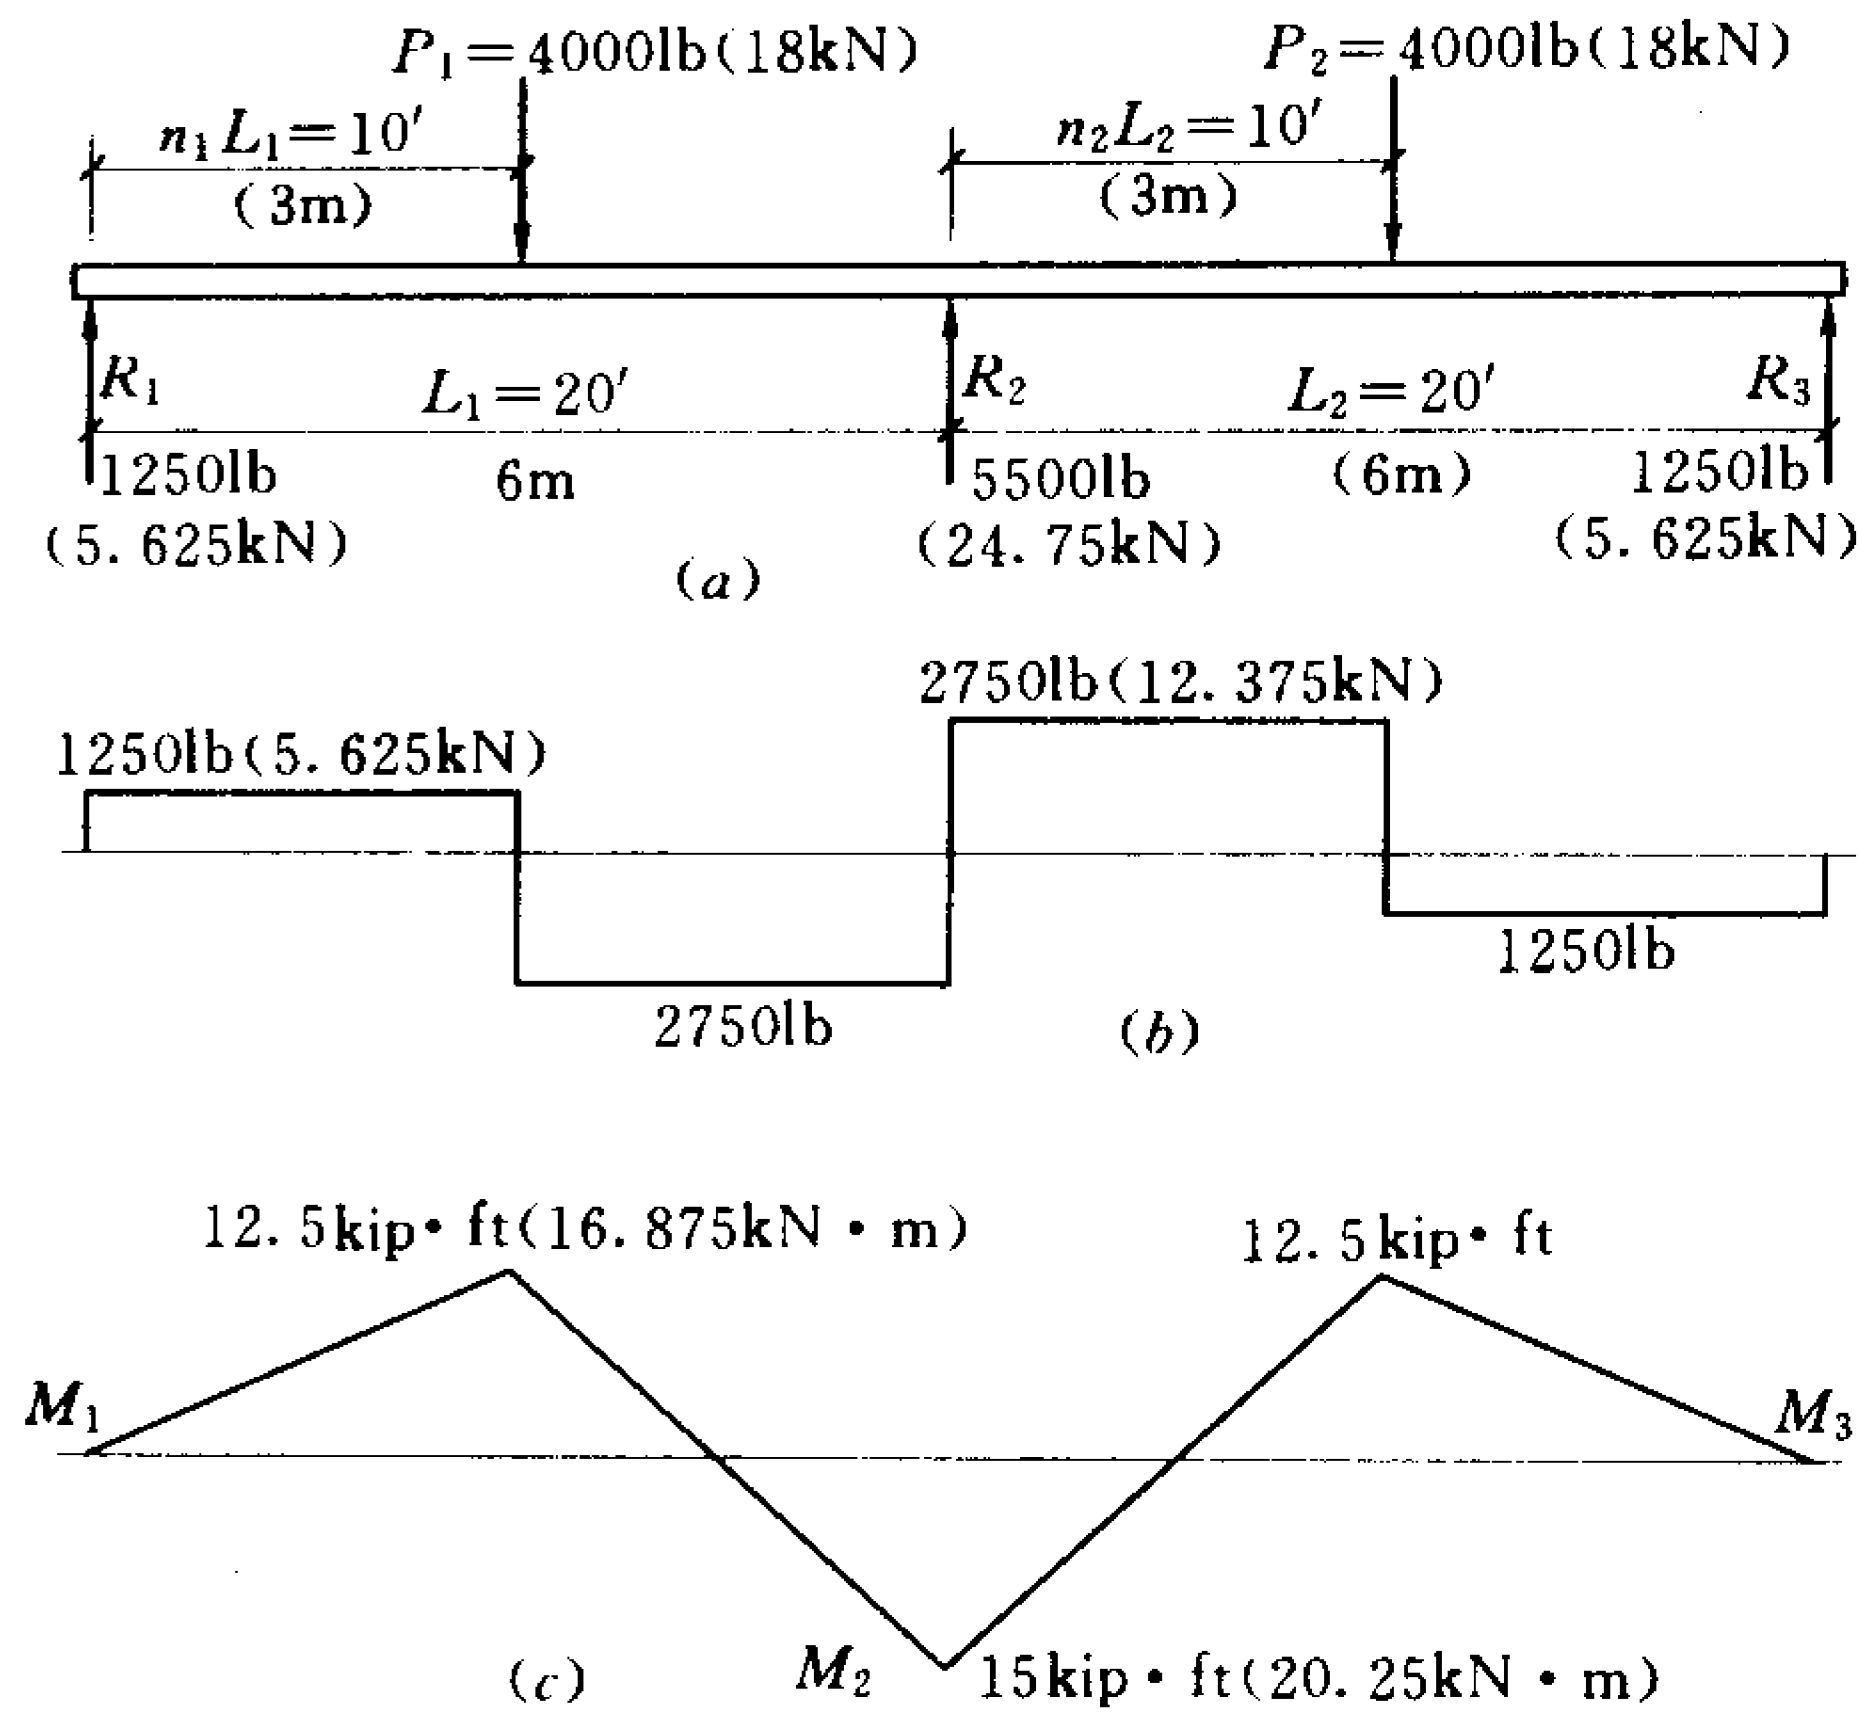 P₁=4000lb(18kN) P₂=4000lb(18kN)
n₁L₁=10′ n₂L₂=10′
(3m) (3m)
R₁ L₁=20′ R₂ L₂=20′ R₃
1250lb 6m 5500lb (6m) 1250lb
(5.625kN) (24.75kN) (5.625kN)
(a)
2750lb(12.375kN)
1250lb(5.625kN)
1250lb
2750lb
(b)
12.5kip·ft(16.875kN·m) 12.5kip·ft
M₁ M₃
M₂ 15kip·ft(20.25kN·m)
(c)